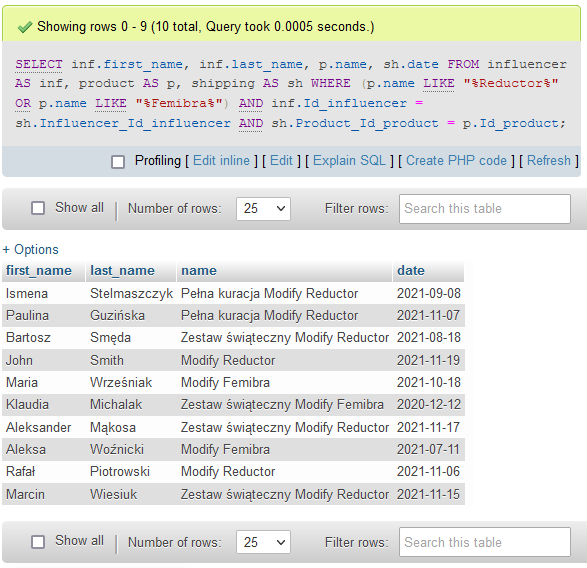 Showing rows 0 - 9 (10 total, Query took 0.0005 seconds.)
SELECT inf.first_name, inf.last_name, p.name, sh.date FROM influencer
AS inf, product AS p, shipping AS sh WHERE (p.name LIKE "%Reductor%"
OR p.name LIKE "%Femibra%") AND inf.Id_influencer =
sh.Influencer_Id_influencer AND sh.Product_Id_product = p.Id_product;
Profiling [ Edit inline ] [ Edit ] [ Explain SQL ] [ Create PHP code ] [ Refresh ]
Show all Number of rows: 25 Filter rows: Search this table
+ Options
first_name last_name name date
Ismena Stelmaszczyk Pełna kuracja Modify Reductor 2021-09-08
Paulina Guzińska Pełna kuracja Modify Reductor 2021-11-07
Bartosz Smęda Zestaw świąteczny Modify Reductor 2021-08-18
John Smith Modify Reductor 2021-11-19
Maria Wrześniak Modify Femibra 2021-10-18
Klaudia Michalak Zestaw świąteczny Modify Femibra 2020-12-12
Aleksander Mąkosa Zestaw świąteczny Modify Reductor 2021-11-17
Aleksa Woźnicki Modify Femibra 2021-07-11
Rafał Piotrowski Modify Reductor 2021-11-06
Marcin Wiesiuk Zestaw świąteczny Modify Reductor 2021-11-15
Show all Number of rows: 25 Filter rows: Search this table